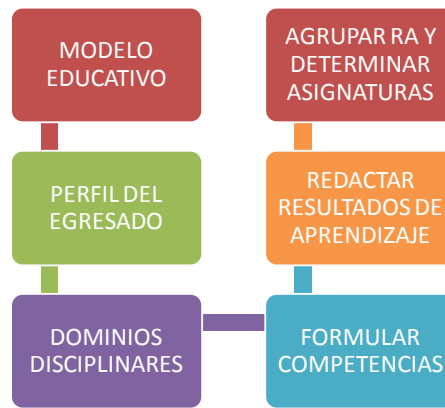 MODELO
EDUCATIVO
PERFIL DEL
EGRESADO
DOMINIOS
DISCIPLINARES
FORMULAR
COMPETENCIAS
REDACTAR
RESULTADOS DE
APRENDIZAJE
AGRUPAR RA Y
DETERMINAR
ASIGNATURAS